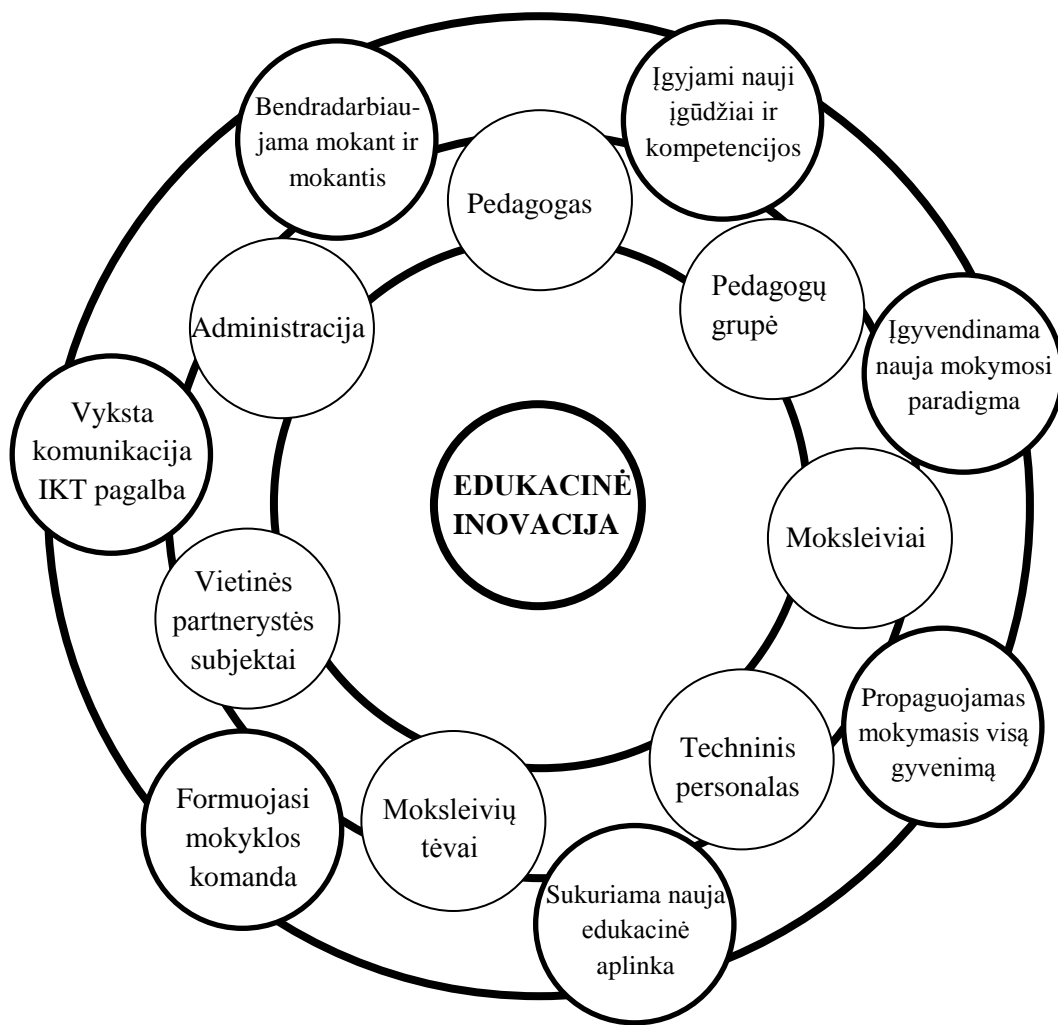 Įgyjami nauji
įgūdžiai ir
kompetencijos
Bendradarbiau-
jama mokant ir
mokantis
Pedagogas
Pedagogų
grupė
Administracija
Įgyvendinama
nauja mokymosi
paradigma
Vyksta
komunikacija
IKT pagalba
EDUKACINĖ
INOVACIJA
Moksleiviai
Vietinės
partnerystės
subjektai
Propaguojamas
mokymasis visą
gyvenimą
Techninis
personalas
Formuojasi
mokyklos
komanda
Moksleivių
tėvai
Sukuriama nauja
edukacinė
aplinka